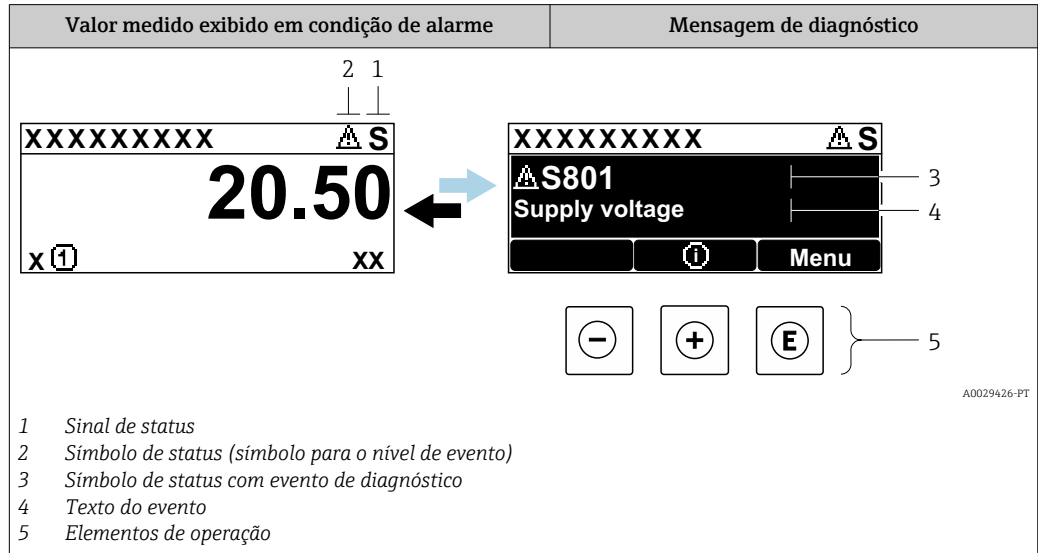 Valor medido exibido em condição de alarme
Mensagem de diagnóstico
2 1
XXXXXXXXX ⚠ S
20.50
x 1 XX
XXXXXXXXX ⚠ S
⚠S801
Supply voltage
i Menu
3
4
− + E
5
A0029426-PT
1 Sinal de status
2 Símbolo de status (símbolo para o nível de evento)
3 Símbolo de status com evento de diagnóstico
4 Texto do evento
5 Elementos de operação